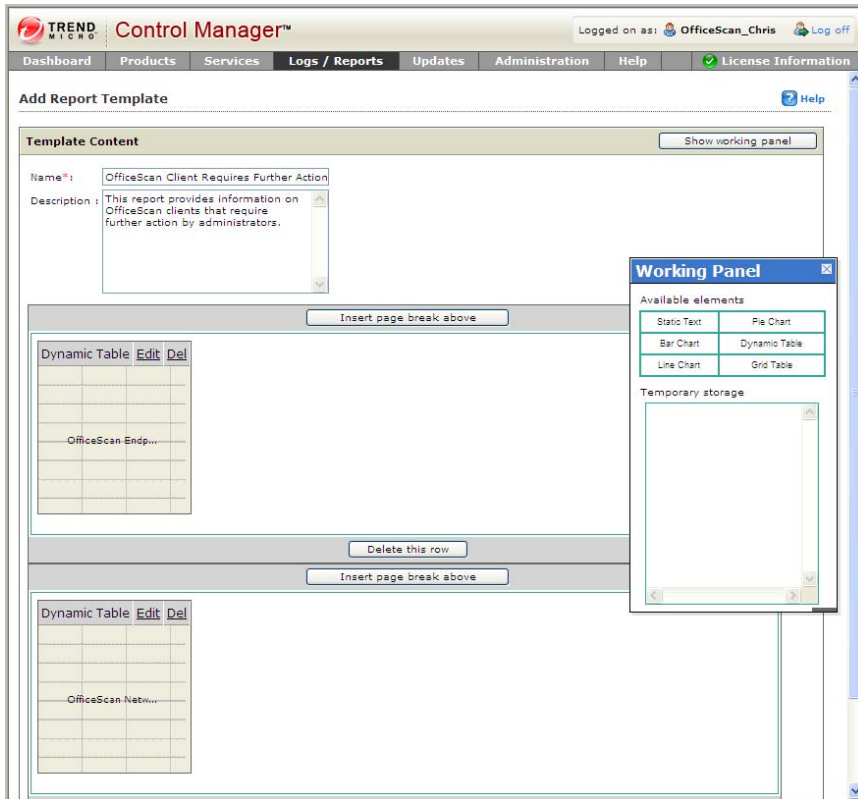 TREND MICRO Control Manager™ Logged on as: OfficeScan_Chris Log off
Dashboard Products Services Logs / Reports Updates Administration Help License Information
Add Report Template Help
Template Content Show working panel
Name*: OfficeScan Client Requires Further Action
Description : This report provides information on
OfficeScan clients that require
further action by administrators.
Insert page break above
Dynamic Table Edit Del
OfficeScan Endp...
Delete this row
Insert page break above
Dynamic Table Edit Del
OfficeScan Netw...
Working Panel
Available elements
Static Text Pie Chart
Bar Chart Dynamic Table
Line Chart Grid Table
Temporary storage